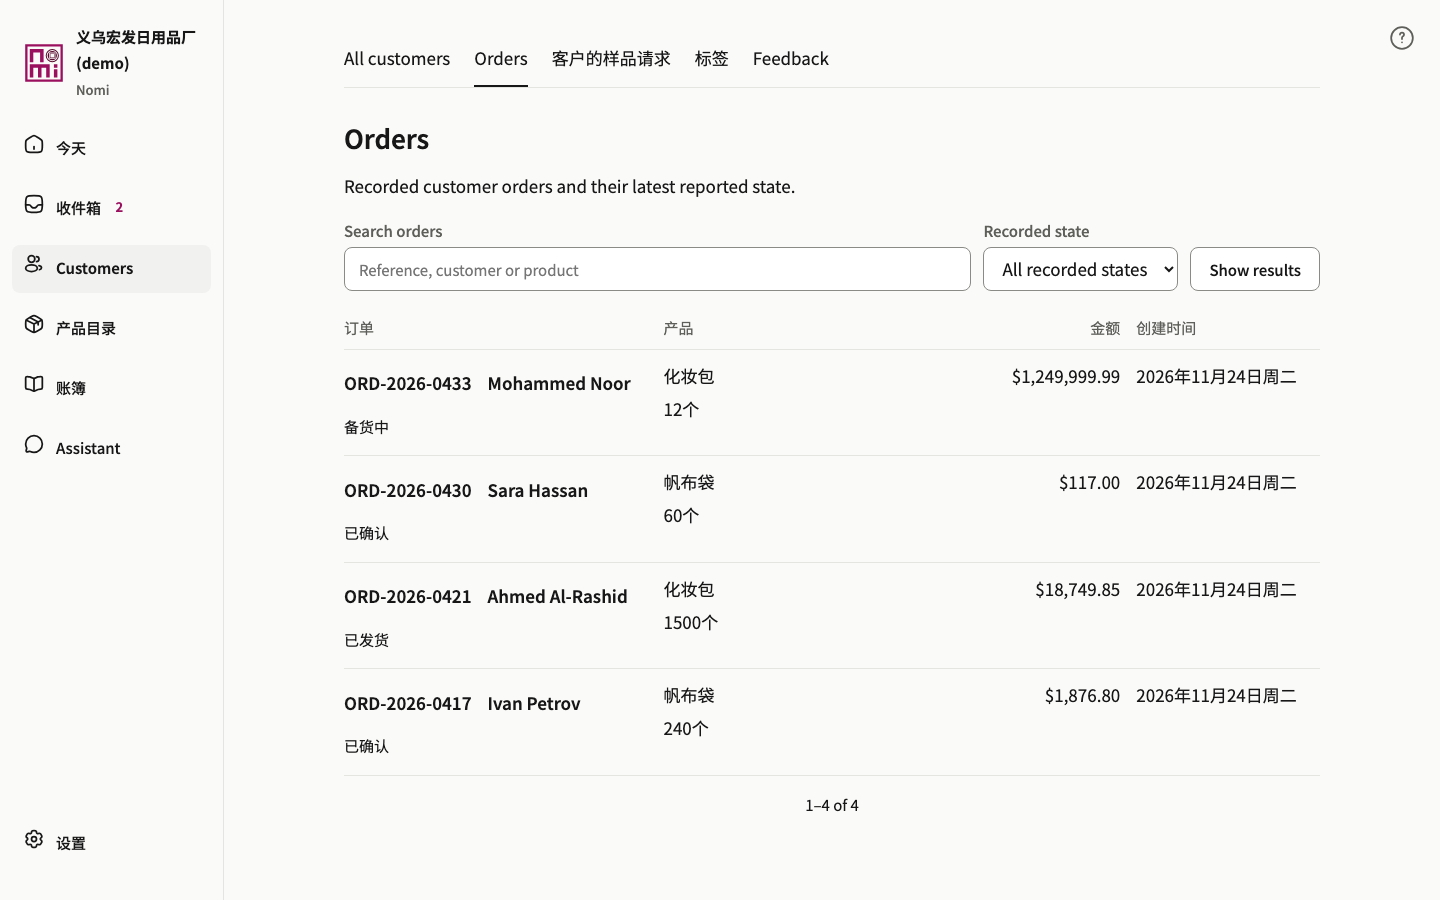 义乌宏发日用品厂
(demo)
Nomi
今天
收件箱 2
Customers
产品目录
账簿
Assistant
设置
All customers Orders 客户的样品请求 标签 Feedback
Orders
Recorded customer orders and their latest reported state.
Search orders Recorded state
Reference, customer or product All recorded states Show results
订单 产品 金额 创建时间
ORD-2026-0433 Mohammed Noor 化妆包 $1,249,999.99 2026年11月24日周二
12个
备货中
ORD-2026-0430 Sara Hassan 帆布袋 $117.00 2026年11月24日周二
60个
已确认
ORD-2026-0421 Ahmed Al-Rashid 化妆包 $18,749.85 2026年11月24日周二
1500个
已发货
ORD-2026-0417 Ivan Petrov 帆布袋 $1,876.80 2026年11月24日周二
240个
已确认
1–4 of 4